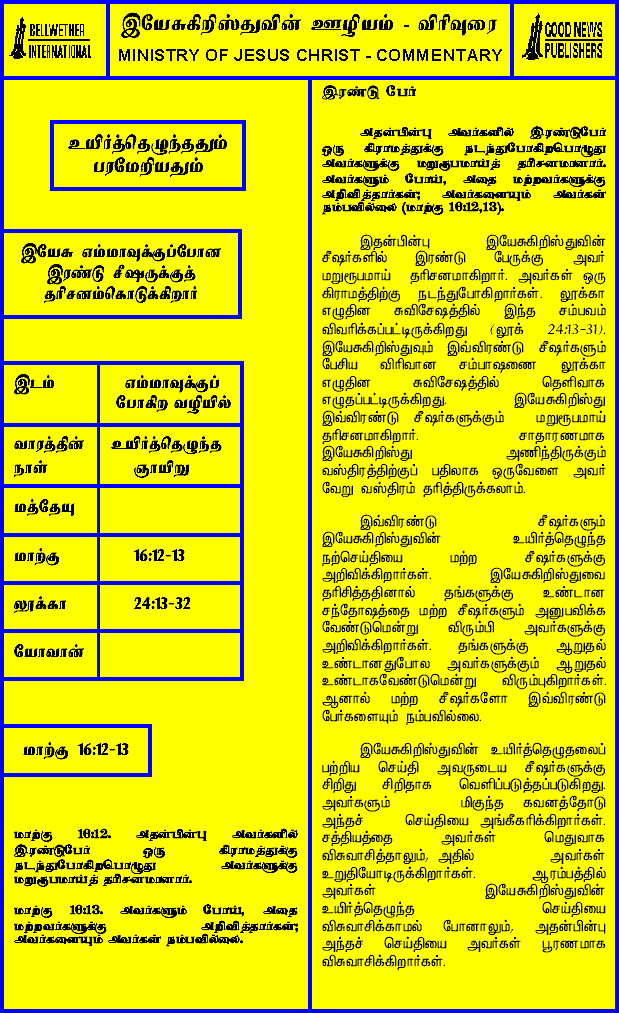 BELLWETHER
INTERNATIONAL
இயேசுகிறிஸ்துவின் ஊழியம் - விரிவுரை
MINISTRY OF JESUS CHRIST - COMMENTARY
GOOD NEWS
PUBLISHERS
உயிர்த்தெழுந்ததும்
பரமேறியதும்
இயேசு எம்மாவுக்குப்போன
இரண்டு சீஷருக்குத்
தரிசனம்கொடுக்கிறார்
இடம் எம்மாவுக்குப்
போகிற வழியில்
வாரத்தின் உயிர்த்தெழுந்த
நாள் ஞாயிறு
மத்தேயு
மாற்கு 16:12-13
லூக்கா 24:13-32
யோவான்
மாற்கு 16:12-13
மாற்கு 16:12. அதன்பின்பு அவர்களில்
இரண்டுபேர் ஒரு கிராமத்துக்கு
நடந்துபோகிறபொழுது அவர்களுக்கு
மறுரூபமாய்த் தரிசனமானார்.
மாற்கு 16:13. அவர்களும் போய், அதை
மற்றவர்களுக்கு அறிவித்தார்கள்;
அவர்களையும் அவர்கள் நம்பவில்லை.
இரண்டு பேர்
அதன்பின்பு அவர்களில் இரண்டுபேர்
ஒரு கிராமத்துக்கு நடந்துபோகிறபொழுது
அவர்களுக்கு மறுரூபமாய்த் தரிசனமானார்.
அவர்களும் போய், அதை மற்றவர்களுக்கு
அறிவித்தார்கள்; அவர்களையும் அவர்கள்
நம்பவில்லை (மாற்கு 16:12,13).
இதன்பின்பு இயேசுகிறிஸ்துவின்
சீஷர்களில் இரண்டு பேருக்கு அவர்
மறுரூபமாய் தரிசனமாகிறார். அவர்கள் ஒரு
கிராமத்திற்கு நடந்துபோகிறார்கள். லூக்கா
எழுதின சுவிசேஷத்தில் இந்த சம்பவம்
விவரிக்கப்பட்டிருக்கிறது (லூக் 24:13-31).
இயேசுகிறிஸ்துவும் இவ்விரண்டு சீஷர்களும்
பேசிய விரிவான சம்பாஷணை லூக்கா
எழுதின சுவிசேஷத்தில் தெளிவாக
எழுதப்பட்டிருக்கிறது. இயேசுகிறிஸ்து
இவ்விரண்டு சீஷர்களுக்கும் மறுரூபமாய்
தரிசனமாகிறார். சாதாரணமாக
இயேசுகிறிஸ்து அணிந்திருக்கும்
வஸ்திரத்திற்குப் பதிலாக ஒருவேளை அவர்
வேறு வஸ்திரம் தரித்திருக்கலாம்.
இவ்விரண்டு சீஷர்களும்
இயேசுகிறிஸ்துவின் உயிர்த்தெழுந்த
நற்செய்தியை மற்ற சீஷர்களுக்கு
அறிவிக்கிறார்கள். இயேசுகிறிஸ்துவை
தரிசித்ததினால் தங்களுக்கு உண்டான
சந்தோஷத்தை மற்ற சீஷர்களும் அனுபவிக்க
வேண்டுமென்று விரும்பி அவர்களுக்கு
அறிவிக்கிறார்கள். தங்களுக்கு ஆறுதல்
உண்டானதுபோல அவர்களுக்கும் ஆறுதல்
உண்டாகவேண்டுமென்று விரும்புகிறார்கள்.
ஆனால் மற்ற சீஷர்களோ இவ்விரண்டு
பேர்களையும் நம்பவில்லை.
இயேசுகிறிஸ்துவின் உயிர்த்தெழுதலைப்
பற்றிய செய்தி அவருடைய சீஷர்களுக்கு
சிறிது சிறிதாக வெளிப்படுத்தப்படுகிறது.
அவர்களும் மிகுந்த கவனத்தோடு
அந்தச் செய்தியை அங்கீகரிக்கிறார்கள்.
சத்தியத்தை அவர்கள் மெதுவாக
விசுவாசித்தாலும், அதில் அவர்கள்
உறுதியோடிருக்கிறார்கள். ஆரம்பத்தில்
அவர்கள் இயேசுகிறிஸ்துவின்
உயிர்த்தெழுந்த செய்தியை
விசுவாசிக்காமல் போனாலும், அதன்பின்பு
அந்தச் செய்தியை அவர்கள் பூரணமாக
விசுவாசிக்கிறார்கள்.